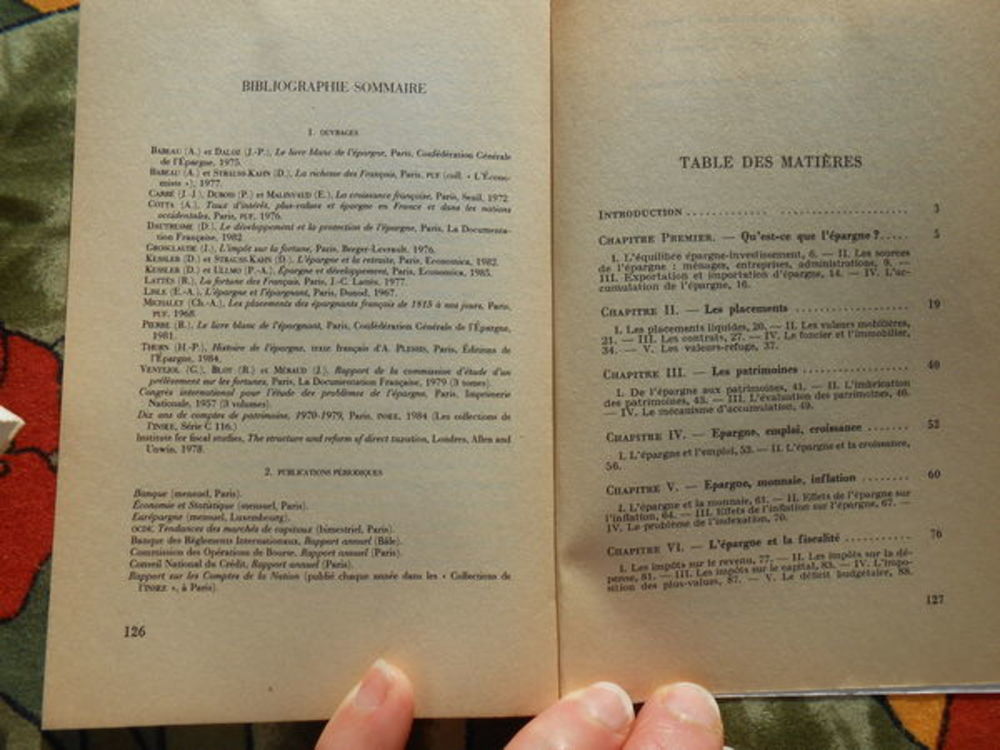 BIBLIOGRAPHIE SOMMAIRE
1. OUVRAGES
BABEAU (A.) et DALOZ (J.-P.), Le livre blanc de l'épargne, Paris, Confédération Générale
de l'Épargne, 1975.
BABEAU (A.) et STRAUSS-KAHN (D.), La richesse des Français, Paris, PUF (coll. « L'Écono-
miste »), 1977.
CARRÉ (J.-J.), DUBOIS (P.) et MALINVAUD (E.), La croissance française, Paris, Seuil, 1972
COTTA (A.), Taux d'intérêt, plus-values et épargne en France et dans les nations
occidentales, Paris, PUF, 1976.
DAUTRESME (D.), Le développement et la protection de l'épargne, Paris, La Documenta-
tion Française, 1982
GROSCLAUDE (J.), L'impôt sur la fortune, Paris, Berger-Levrault, 1976.
KESSLER (D.) et STRAUSS-KAHN (D.), L'épargne et la retraite, Paris, Economica, 1982.
KESSLER (D.) et ULLMO (P.-A.), Épargne et développement, Paris, Economica, 1985.
LATTÈS (R.), La fortune des Français, Paris, J.-C. Lattès, 1977.
LISLE (E.-A.), L'épargne et l'épargnant, Paris, Dunod, 1967.
MICHALET (Ch.-A.), Les placements des épargnants français de 1815 à nos jours, Paris,
PUF, 1968.
PIERRE (R.), Le livre blanc de l'épargnant, Paris, Confédération Générale de l'Épargne,
1981.
THURN (H.-P.), Histoire de l'épargne, texte français d'A. PLESSIS, Paris, Éditions de
l'Épargne, 1984.
VENTEJOL (G.), BLOT (R.) et MÉRAUD (J.), Rapport de la commission d'étude d'un
prélèvement sur les fortunes, Paris, La Documentation Française, 1979 (3 tomes).
Congrès international pour l'étude des problèmes de l'épargne, Paris, Imprimerie
Nationale, 1957 (3 volumes).
Dix ans de comptes de patrimoine, 1970-1979, Paris, INSEE, 1984 (Les collections de
l'INSEE, Série C 116.)
Institute for fiscal studies, The structure and reform of direct taxation, Londres, Allen and
Unwin, 1978.
2. PUBLICATIONS PÉRIODIQUES
Banque (mensuel, Paris).
Économie et Statistique (mensuel, Paris).
Eurépargne (mensuel, Luxembourg).
OCDE Tendances des marchés de capitaux (bimestriel, Paris).
Banque des Règlements Internationaux, Rapport annuel (Bâle).
Commission des Opérations de Bourse, Rapport annuel (Paris).
Conseil National du Crédit, Rapport annuel (Paris).
Rapport sur les Comptes de la Nation (publié chaque année dans les « Collections de
l'INSEE », à Paris).
126
TABLE DES MATIÈRES
INTRODUCTION .................... 3
CHAPITRE PREMIER. — Qu'est-ce que l'épargne ?..... 5
I. L'équilibre épargne-investissement, 6. — II. Les sources
de l'épargne : ménages, entreprises, administrations, 9. —
III. Exportation et importation d'épargne, 14. — IV. L'ac-
cumulation de l'épargne, 16.
CHAPITRE II. — Les placements .................... 19
I. Les placements liquides, 20. — II. Les valeurs mobilières,
21. — III. Les contrats, 27. — IV. Le foncier et l'immobilier,
34. — V. Les valeurs-refuge, 37.
CHAPITRE III. — Les patrimoines .................... 40
I. De l'épargne aux patrimoines, 41. — II. L'imbrication
des patrimoines, 43. — III. L'évaluation des patrimoines, 46.
— IV. Le mécanisme d'accumulation, 49.
CHAPITRE IV. — Epargne, emploi, croissance ....... 52
I. L'épargne et l'emploi, 53. — II. L'épargne et la croissance,
56.
CHAPITRE V. — Epargne, monnaie, inflation ........ 60
I. L'épargne et la monnaie, 61. — II. Effets de l'épargne sur
l'inflation, 64. — III. Effets de l'inflation sur l'épargne, 67. —
IV. Le problème de l'indexation, 70.
CHAPITRE VI. — L'épargne et la fiscalité .......... 76
I. Les impôts sur le revenu, 77. — II. Les impôts sur la dé-
pense, 81. — III. Les impôts sur le capital, 83. — IV. L'impo-
sition des plus-values, 87. — V. Le déficit budgétaire, 88.
127